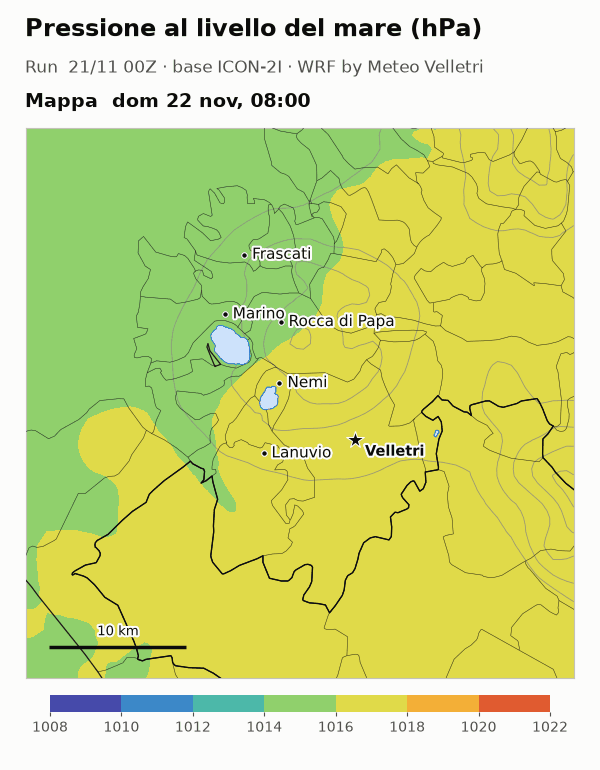 Pressione al livello del mare (hPa)
Run  21/11 00Z · base ICON-2I · WRF by Meteo Velletri
Mappa  dom 22 nov, 08:00
Frascati
Marino
Rocca di Papa
Nemi
Velletri
Lanuvio
10 km
1008 1010 1012 1014 1016 1018 1020 1022